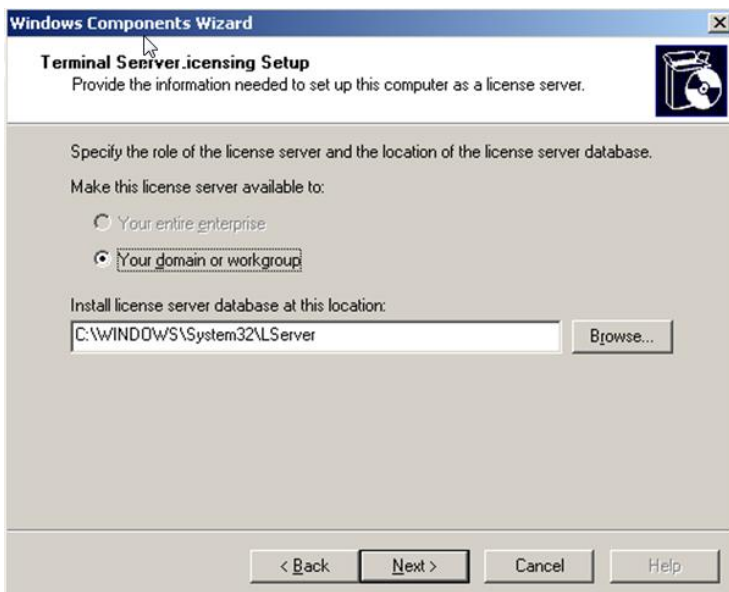 Windows Components Wizard
Terminal Seerver.icensing Setup
Provide the information needed to set up this computer as a license server.
Specify the role of the license server and the location of the license server database.
Make this license server available to:
Your entire enterprise
Your domain or workgroup
Install license server database at this location:
C:\WINDOWS\System32\LServer
Browse...
< Back Next > Cancel Help